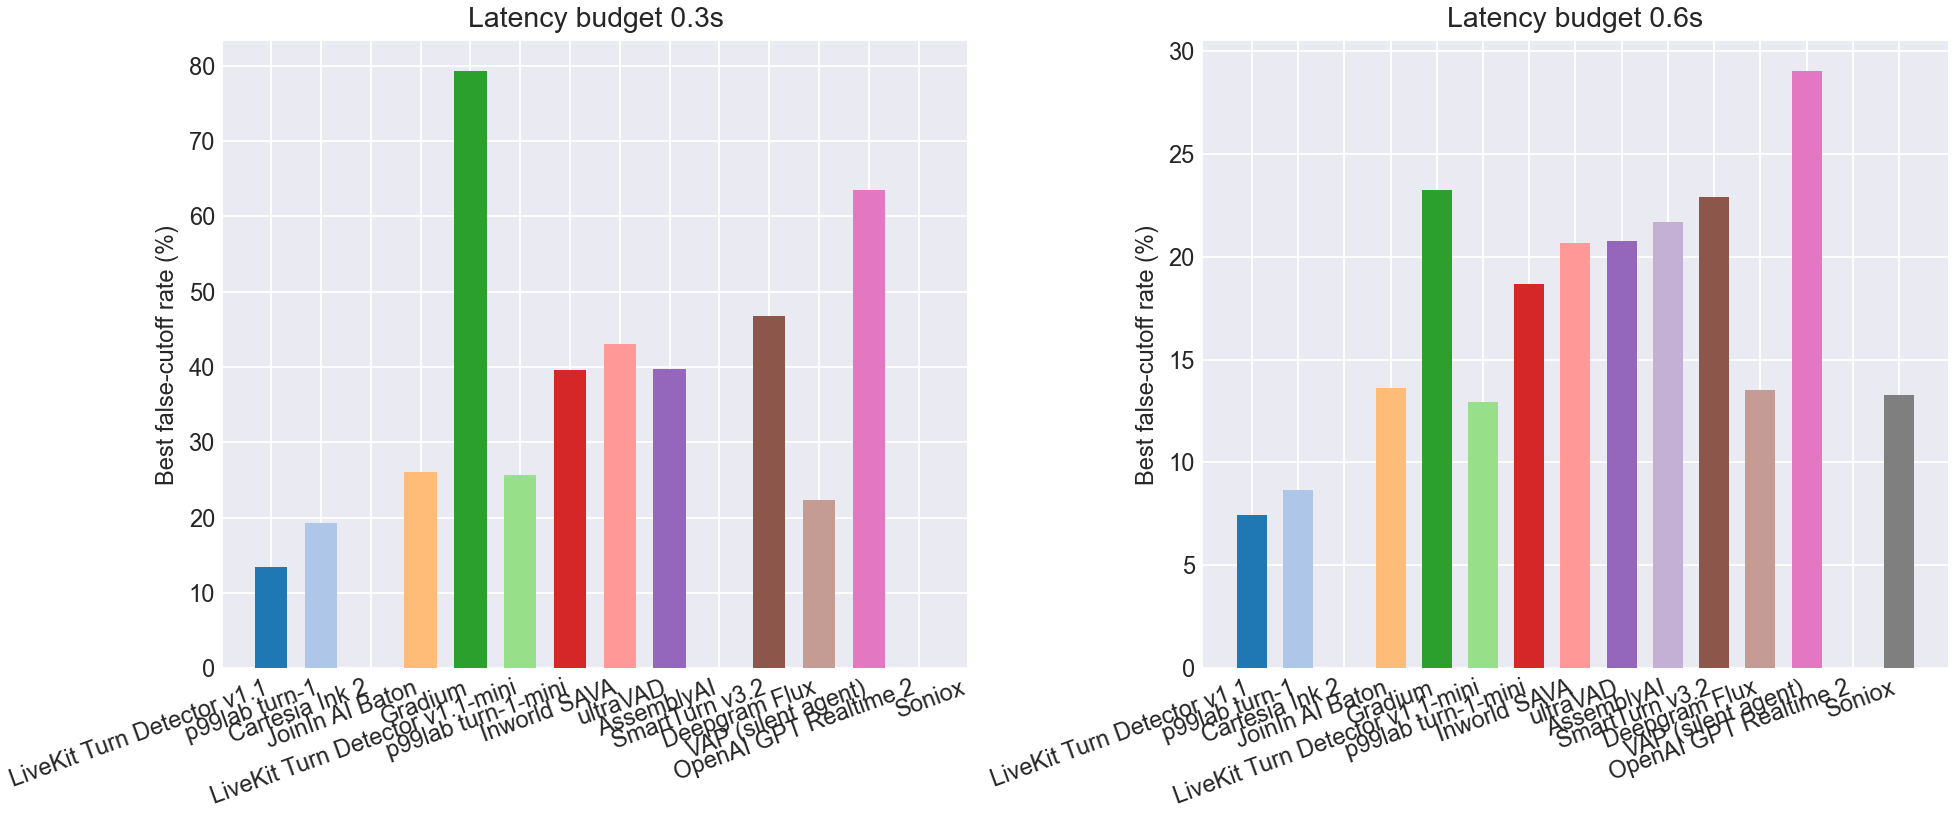 Latency budget 0.3s
Best false-cutoff rate (%)
80
70
60
50
40
30
20
10
0
LiveKit Turn Detector v1.1
p99lab turn-1
Cartesia Ink 2
JoinIn AI Baton
Gradium
LiveKit Turn Detector v1.1-mini
p99lab turn-1-mini
Inworld SAVA
ultraVAD
AssemblyAI
SmartTurn v3.2
Deepgram Flux
VAP (silent agent)
OpenAI GPT Realtime 2
Soniox
Latency budget 0.6s
Best false-cutoff rate (%)
30
25
20
15
10
5
0
LiveKit Turn Detector v1.1
p99lab turn-1
Cartesia Ink 2
JoinIn AI Baton
Gradium
LiveKit Turn Detector v1.1-mini
p99lab turn-1-mini
Inworld SAVA
ultraVAD
AssemblyAI
SmartTurn v3.2
Deepgram Flux
VAP (silent agent)
OpenAI GPT Realtime 2
Soniox